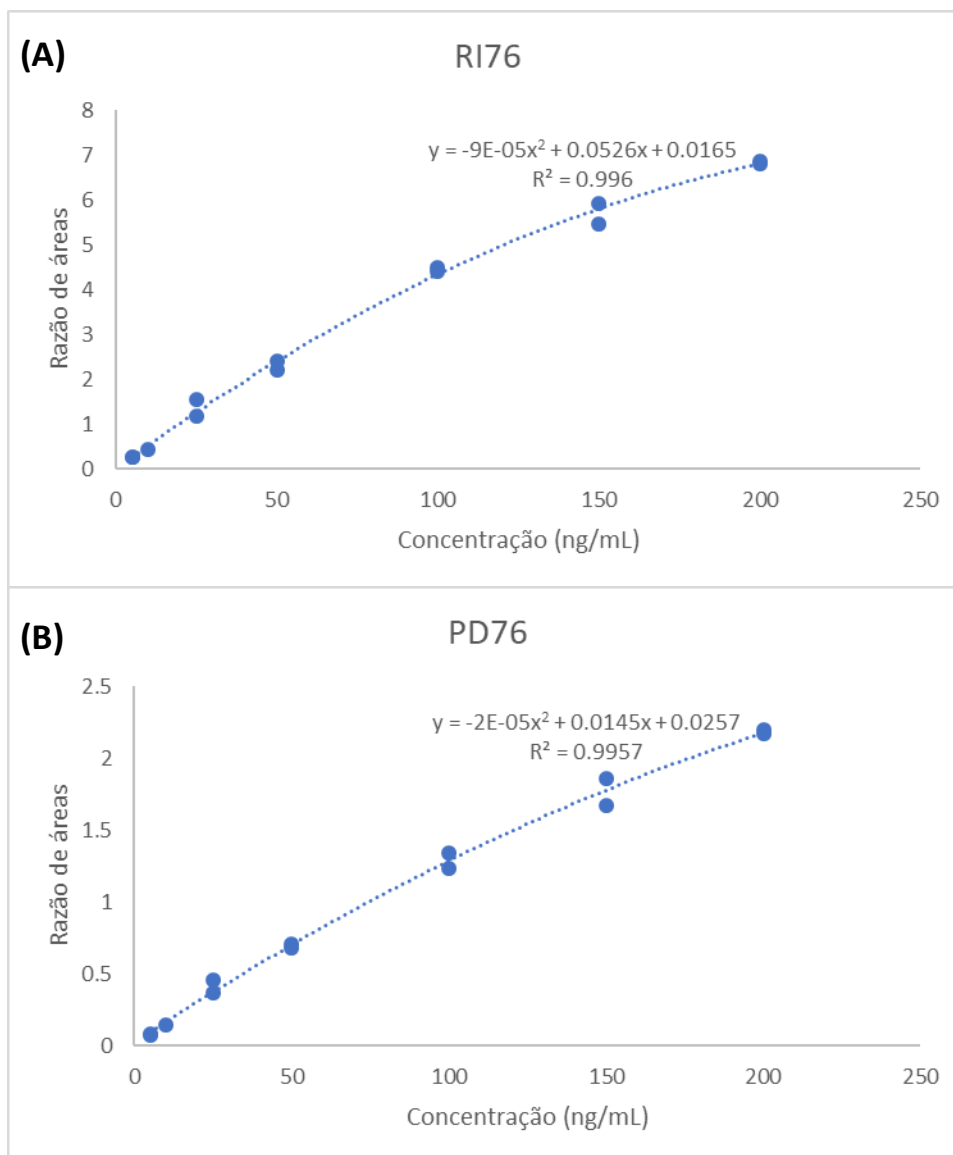 (A)
RI76
y = -9E-05x² + 0.0526x + 0.0165
R² = 0.996
8
7
6
5
4
3
2
1
0
Razão de áreas
0 50 100 150 200 250
Concentração (ng/mL)
(B)
PD76
y = -2E-05x² + 0.0145x + 0.0257
R² = 0.9957
2.5
2
1.5
1
0.5
0
Razão de áreas
0 50 100 150 200 250
Concentração (ng/mL)